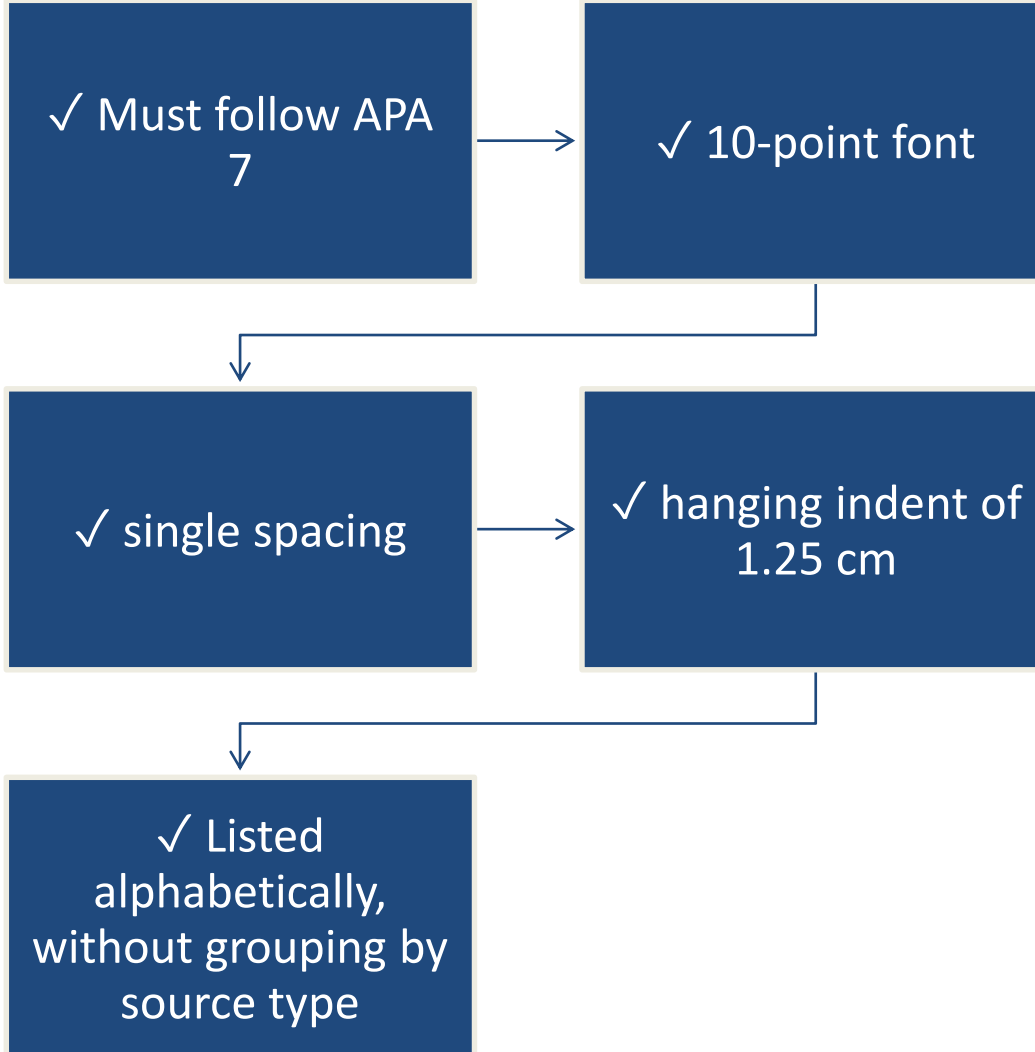 ✓ Must follow APA
7
✓ 10-point font
✓ single spacing
✓ hanging indent of
1.25 cm
✓ Listed
alphabetically,
without grouping by
source type